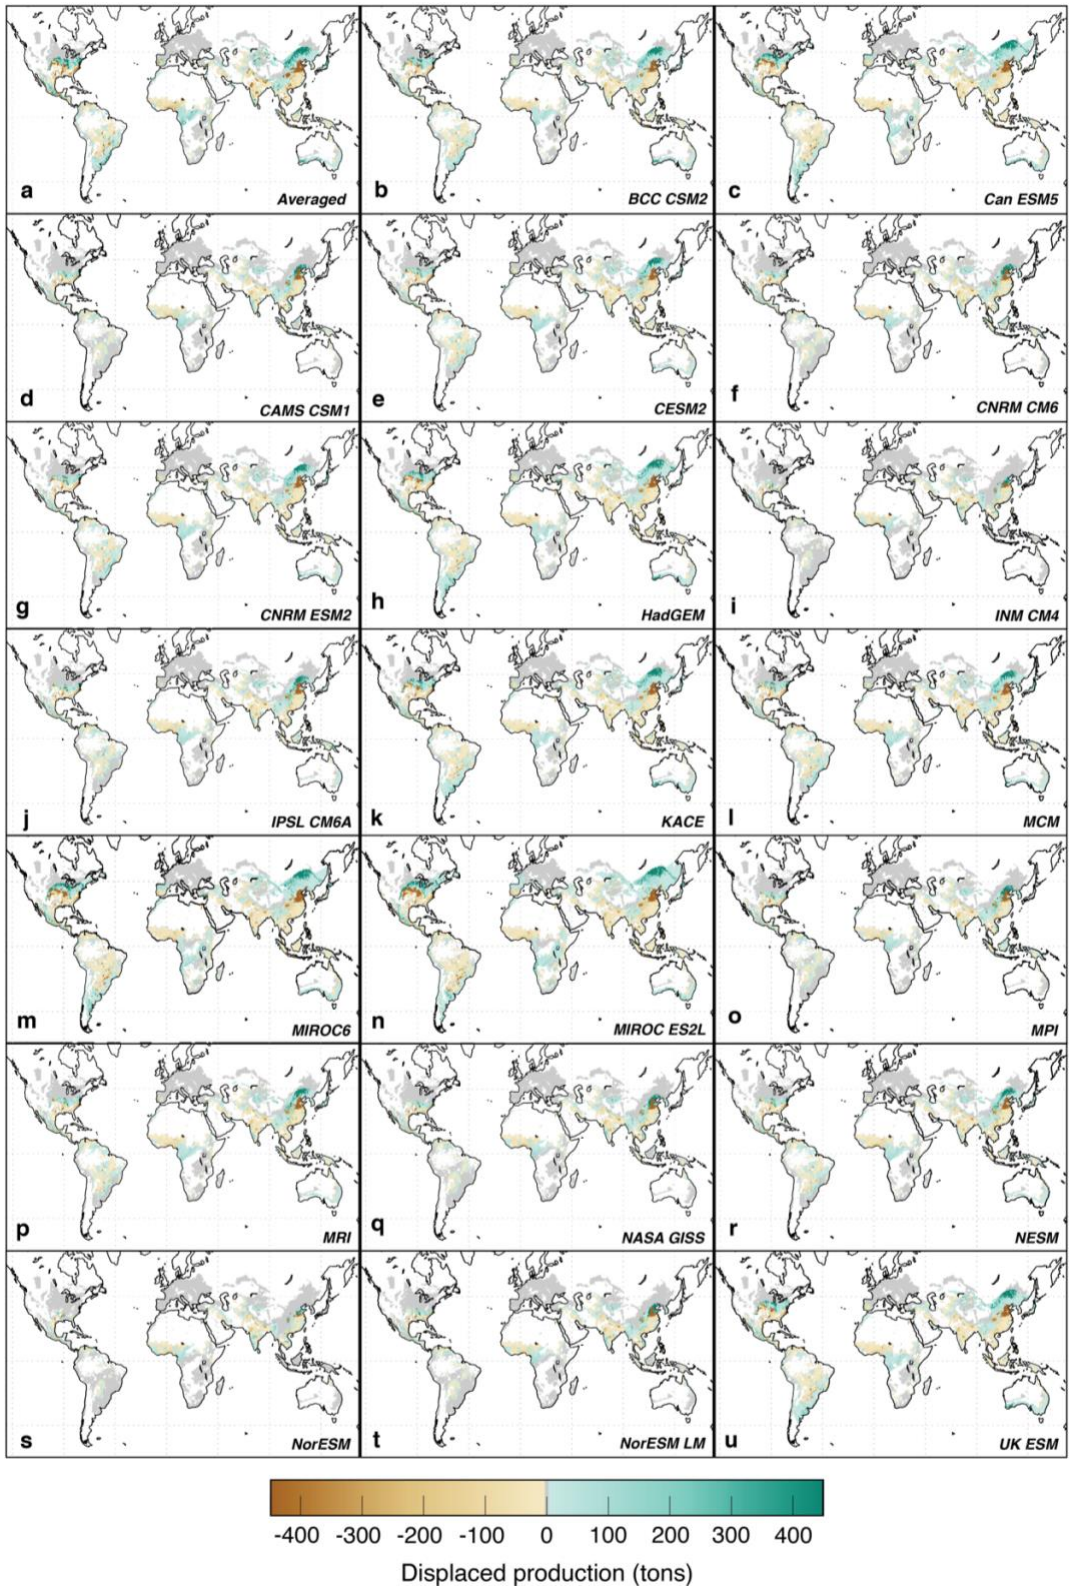 a Averaged
b BCC CSM2
c Can ESM5
d CAMS CSM1
e CESM2
f CNRM CM6
g CNRM ESM2
h HadGEM
i INM CM4
j IPSL CM6A
k KACE
l MCM
m MIROC6
n MIROC ES2L
o MPI
p MRI
q NASA GISS
r NESM
s NorESM
t NorESM LM
u UK ESM
-400 -300 -200 -100 0 100 200 300 400
Displaced production (tons)